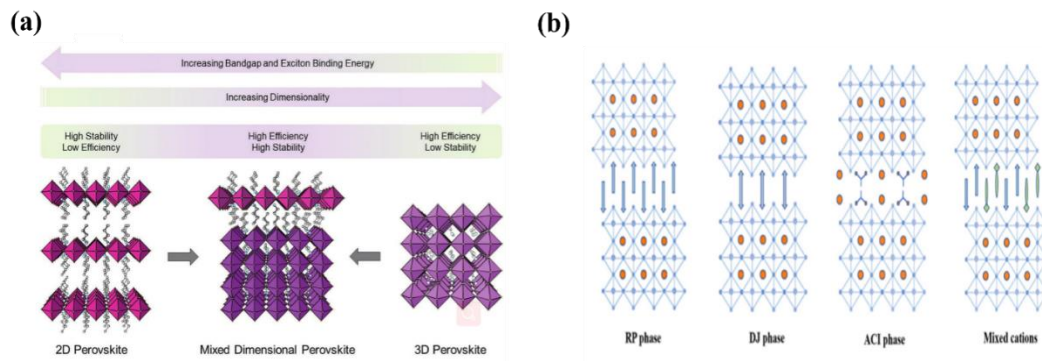 (a)
Increasing Bandgap and Exciton Binding Energy
Increasing Dimensionality
High Stability
Low Efficiency
High Efficiency
High Stability
High Efficiency
Low Stability
2D Perovskite
Mixed Dimensional Perovskite
3D Perovskite
(b)
RP phase
DJ phase
ACI phase
Mixed cations